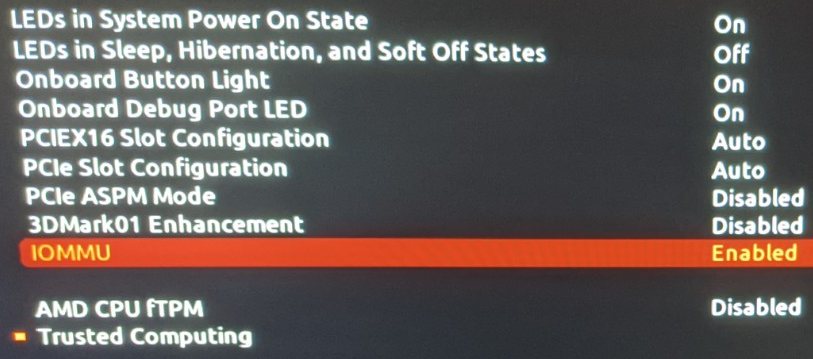 LEDs in System Power On State On
LEDs in Sleep, Hibernation, and Soft Off States Off
Onboard Button Light On
Onboard Debug Port LED On
PCIEX16 Slot Configuration Auto
PCIe Slot Configuration Auto
PCIe ASPM Mode Disabled
3DMark01 Enhancement Disabled
IOMMU Enabled
AMD CPU fTPM Disabled
Trusted Computing